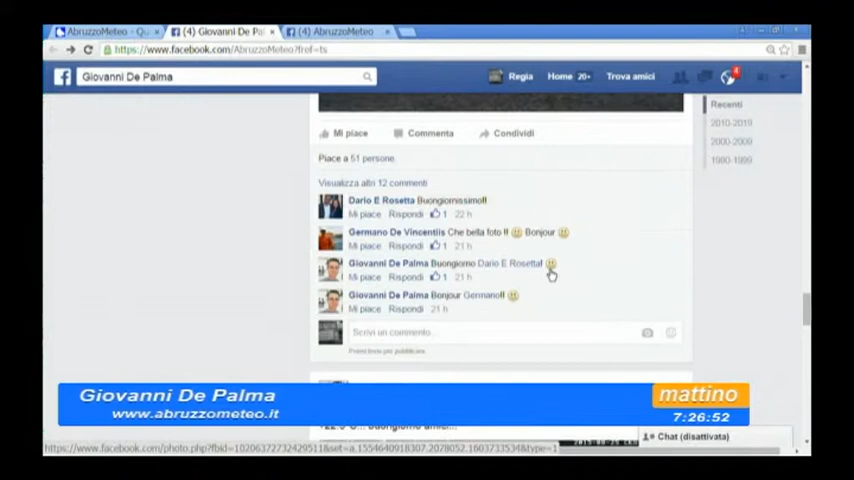 AbruzzoMeteo - Qu
(4) Giovanni De Pal
(4) AbruzzoMeteo
https://www.facebook.com/AbruzzoMeteo?fref=ts
Giovanni De Palma
Regia
Home 20+
Trova amici
4
Recenti
2010-2019
2000-2009
1900-1999
Mi piace Commenta Condividi
Piace a 51 persone.
Visualizza altri 12 commenti
Dario E Rosetta Buongiornissimo!!
Mi piace Rispondi 1 22 h
Germano De Vincentiis Che bella foto !! Bonjour
Mi piace Rispondi 1 21 h
Giovanni De Palma Buongiorno Dario E Rosetta!
Mi piace Rispondi 1 21 h
Giovanni De Palma Bonjour Germano!!
Mi piace Rispondi 21 h
Scrivi un commento...
Premi Invio per pubblicare.
Giovanni De Palma
www.abruzzometeo.it
mattino
7:26:52
buongiorno amici...
Chat (disattivata)